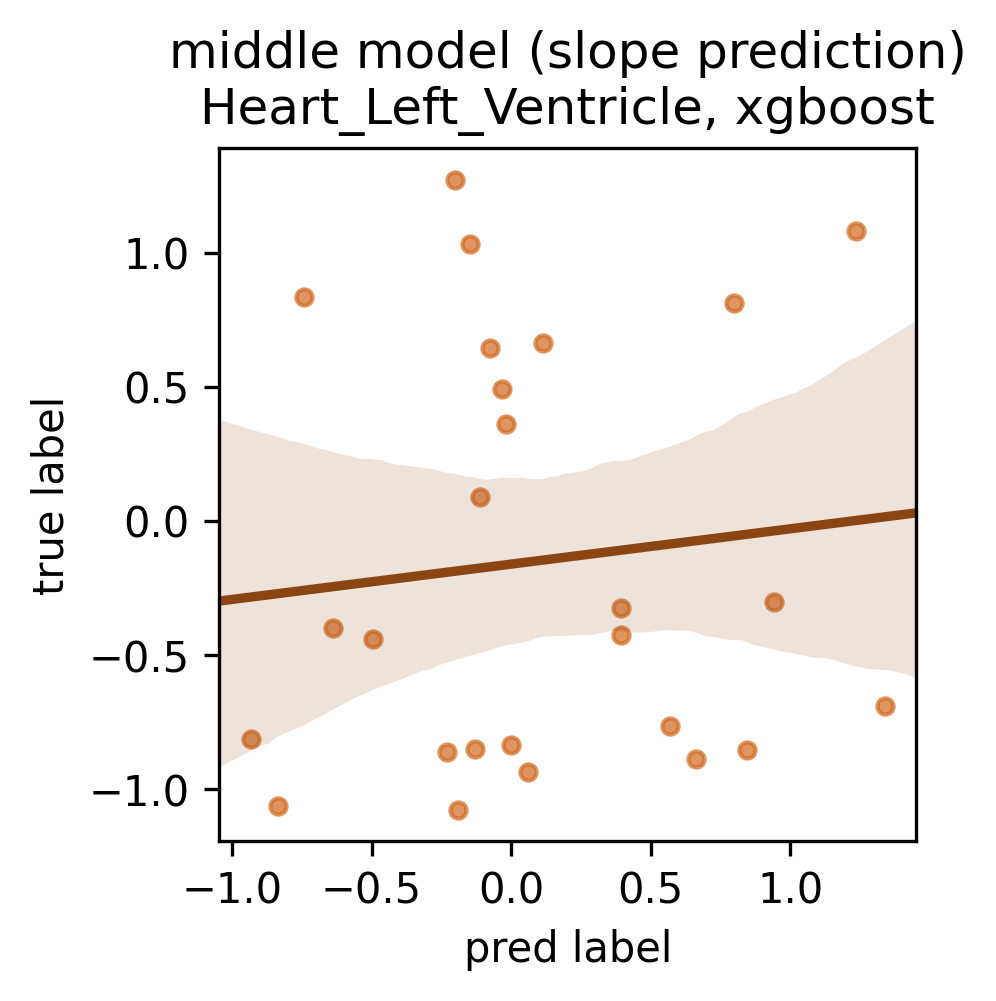 middle model (slope prediction)
Heart_Left_Ventricle, xgboost
1.0
0.5
0.0
−0.5
−1.0
true label
−1.0 −0.5 0.0 0.5 1.0
pred label